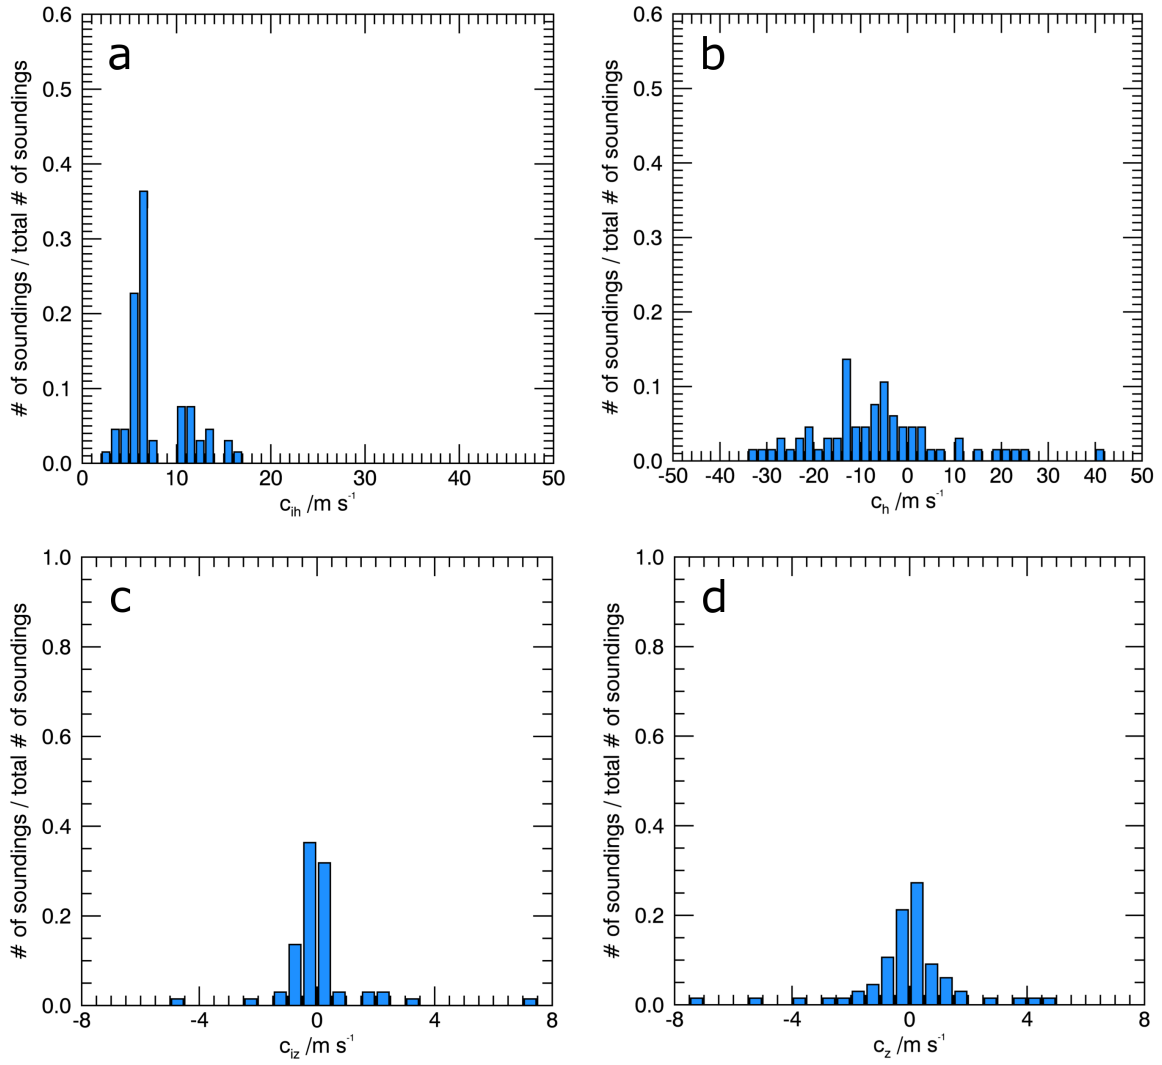 a
# of soundings / total # of soundings
0.6
0.5
0.4
0.3
0.2
0.1
0.0
0 10 20 30 40 50
c_ih /m s⁻¹
b
# of soundings / total # of soundings
0.6
0.5
0.4
0.3
0.2
0.1
0.0
-50 -40 -30 -20 -10 0 10 20 30 40 50
c_h /m s⁻¹
c
# of soundings / total # of soundings
1.0
0.8
0.6
0.4
0.2
0.0
-8 -4 0 4 8
c_iz /m s⁻¹
d
# of soundings / total # of soundings
1.0
0.8
0.6
0.4
0.2
0.0
-8 -4 0 4 8
c_z /m s⁻¹